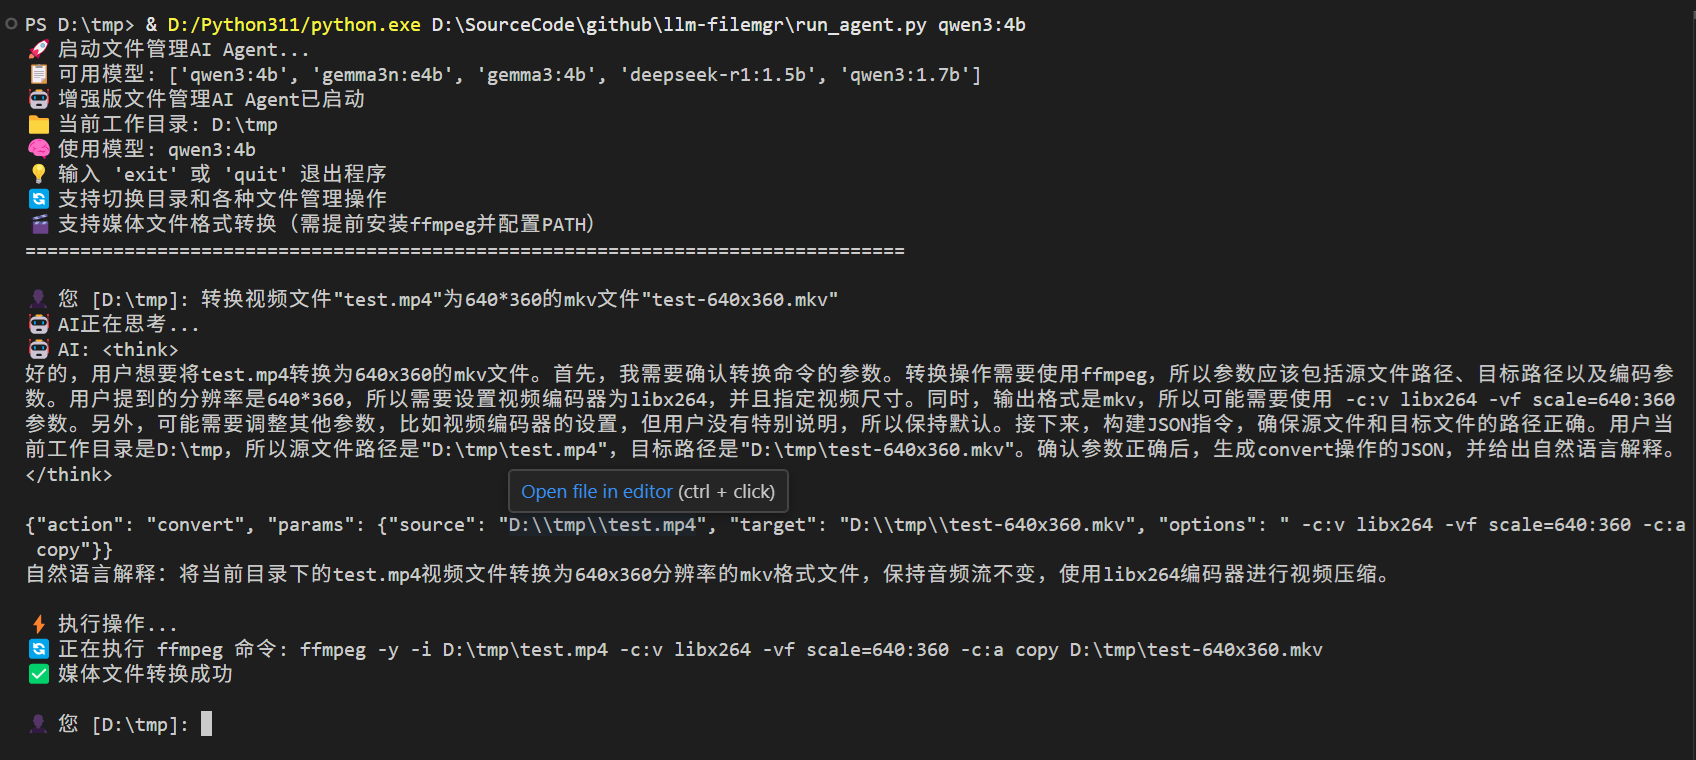 PS D:\tmp> & D:/Python311/python.exe D:\SourceCode\github\llm-filemgr\run_agent.py qwen3:4b
🚀 启动文件管理AI Agent...
📋 可用模型: ['qwen3:4b', 'gemma3n:e4b', 'gemma3:4b', 'deepseek-r1:1.5b', 'qwen3:1.7b']
🤖 增强版文件管理AI Agent已启动
📁 当前工作目录: D:\tmp
🧠 使用模型: qwen3:4b
💡 输入 'exit' 或 'quit' 退出程序
🔄 支持切换目录和各种文件管理操作
🎬 支持媒体文件格式转换（需提前安装ffmpeg并配置PATH）
================================================================================
👤 您 [D:\tmp]: 转换视频文件"test.mp4"为640*360的mkv文件"test-640x360.mkv"
🤖 AI正在思考...
🤖 AI: <think>
好的，用户想要将test.mp4转换为640x360的mkv文件。首先，我需要确认转换命令的参数。转换操作需要使用ffmpeg，所以参数应该包括源文件路径、目标路径以及编码参
数。用户提到的分辨率是640*360，所以需要设置视频编码器为libx264，并且指定视频尺寸。同时，输出格式是mkv，所以可能需要使用 -c:v libx264 -vf scale=640:360
参数。另外，可能需要调整其他参数，比如视频编码器的设置，但用户没有特别说明，所以保持默认。接下来，构建JSON指令，确保源文件和目标文件的路径正确。用户当
前工作目录是D:\tmp，所以源文件路径是"D:\tmp\test.mp4"，目标路径是"D:\tmp\test-640x360.mkv"。确认参数正确后，生成convert操作的JSON，并给出自然语言解释。
</think>
Open file in editor (ctrl + click)
{"action": "convert", "params": {"source": "D:\\tmp\\test.mp4", "target": "D:\\tmp\\test-640x360.mkv", "options": " -c:v libx264 -vf scale=640:360 -c:a
copy"}}
自然语言解释：将当前目录下的test.mp4视频文件转换为640x360分辨率的mkv格式文件，保持音频流不变，使用libx264编码器进行视频压缩。
⚡ 执行操作...
🔄 正在执行 ffmpeg 命令: ffmpeg -y -i D:\tmp\test.mp4 -c:v libx264 -vf scale=640:360 -c:a copy D:\tmp\test-640x360.mkv
✅ 媒体文件转换成功
👤 您 [D:\tmp]: